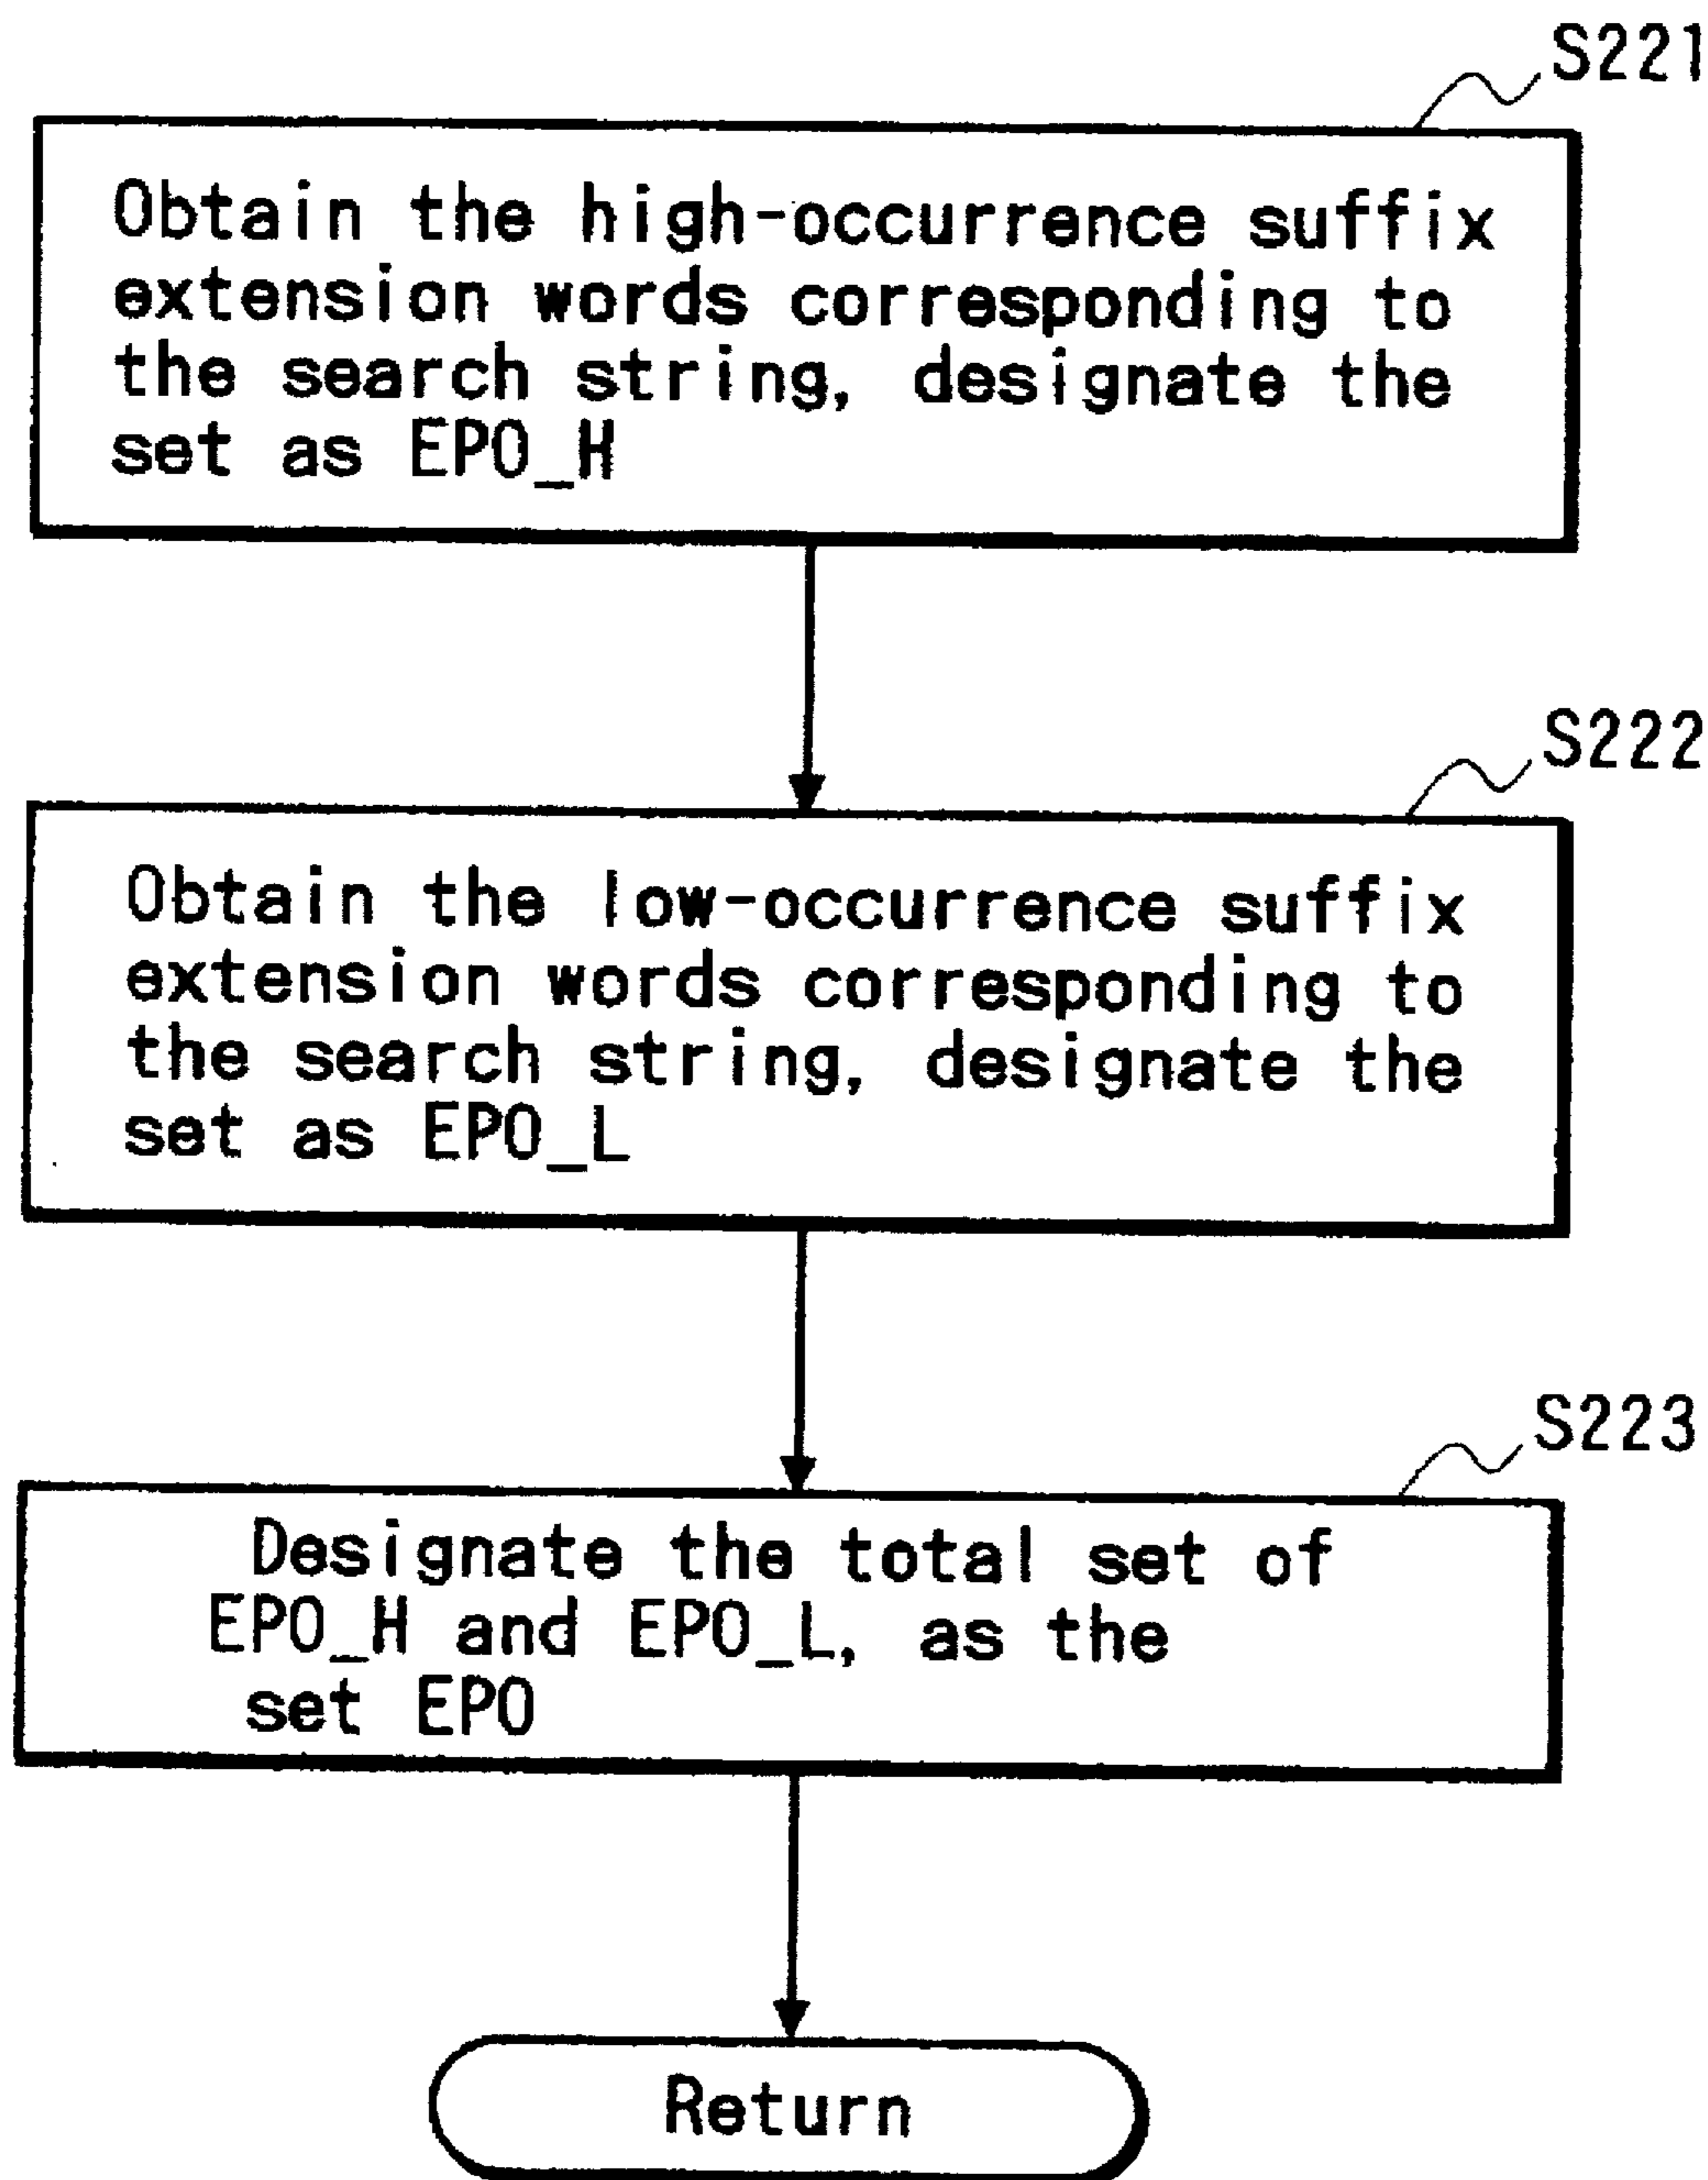 S221
Obtain the high-occurrence suffix
extension words corresponding to
the search string, designate the
set as EPO_H
S222
Obtain the low-occurrence suffix
extension words corresponding to
the search string, designate the
set as EPO_L
S223
Designate the total set of
EPO_H and EPO_L, as the
set EPO
Return